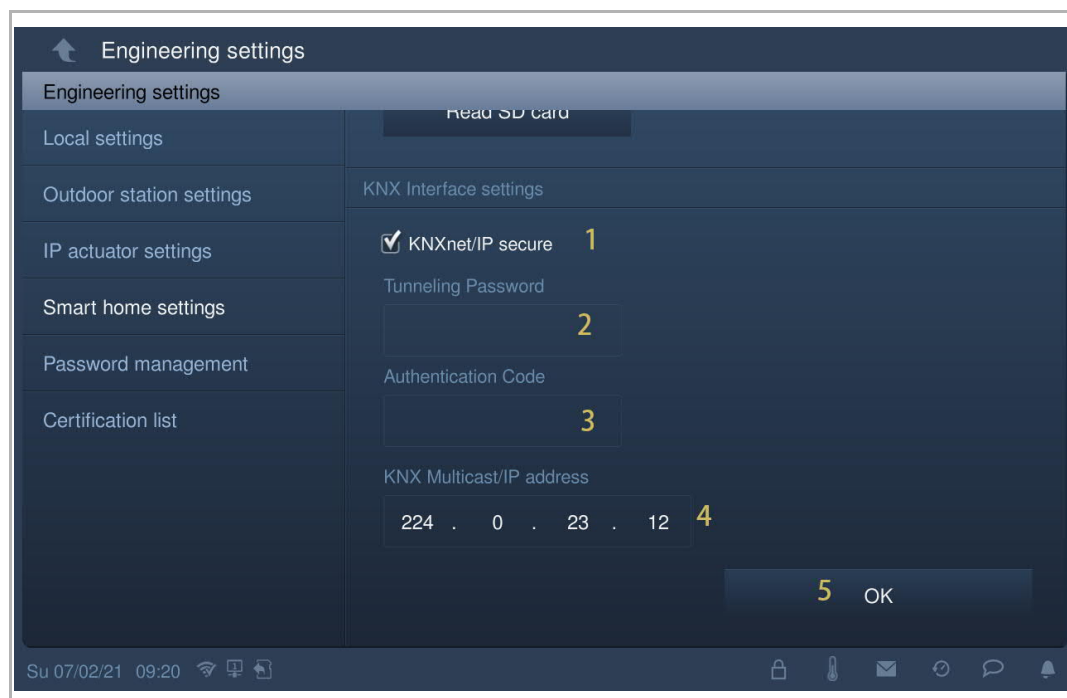 Engineering settings
Engineering settings
Local settings
Outdoor station settings
IP actuator settings
Smart home settings
Password management
Certification list
Read SD card
KNX Interface settings
KNXnet/IP secure 1
Tunneling Password
2
Authentication Code
3
KNX Multicast/IP address
224 . 0 . 23 . 12 4
5 OK
Su 07/02/21 09:20